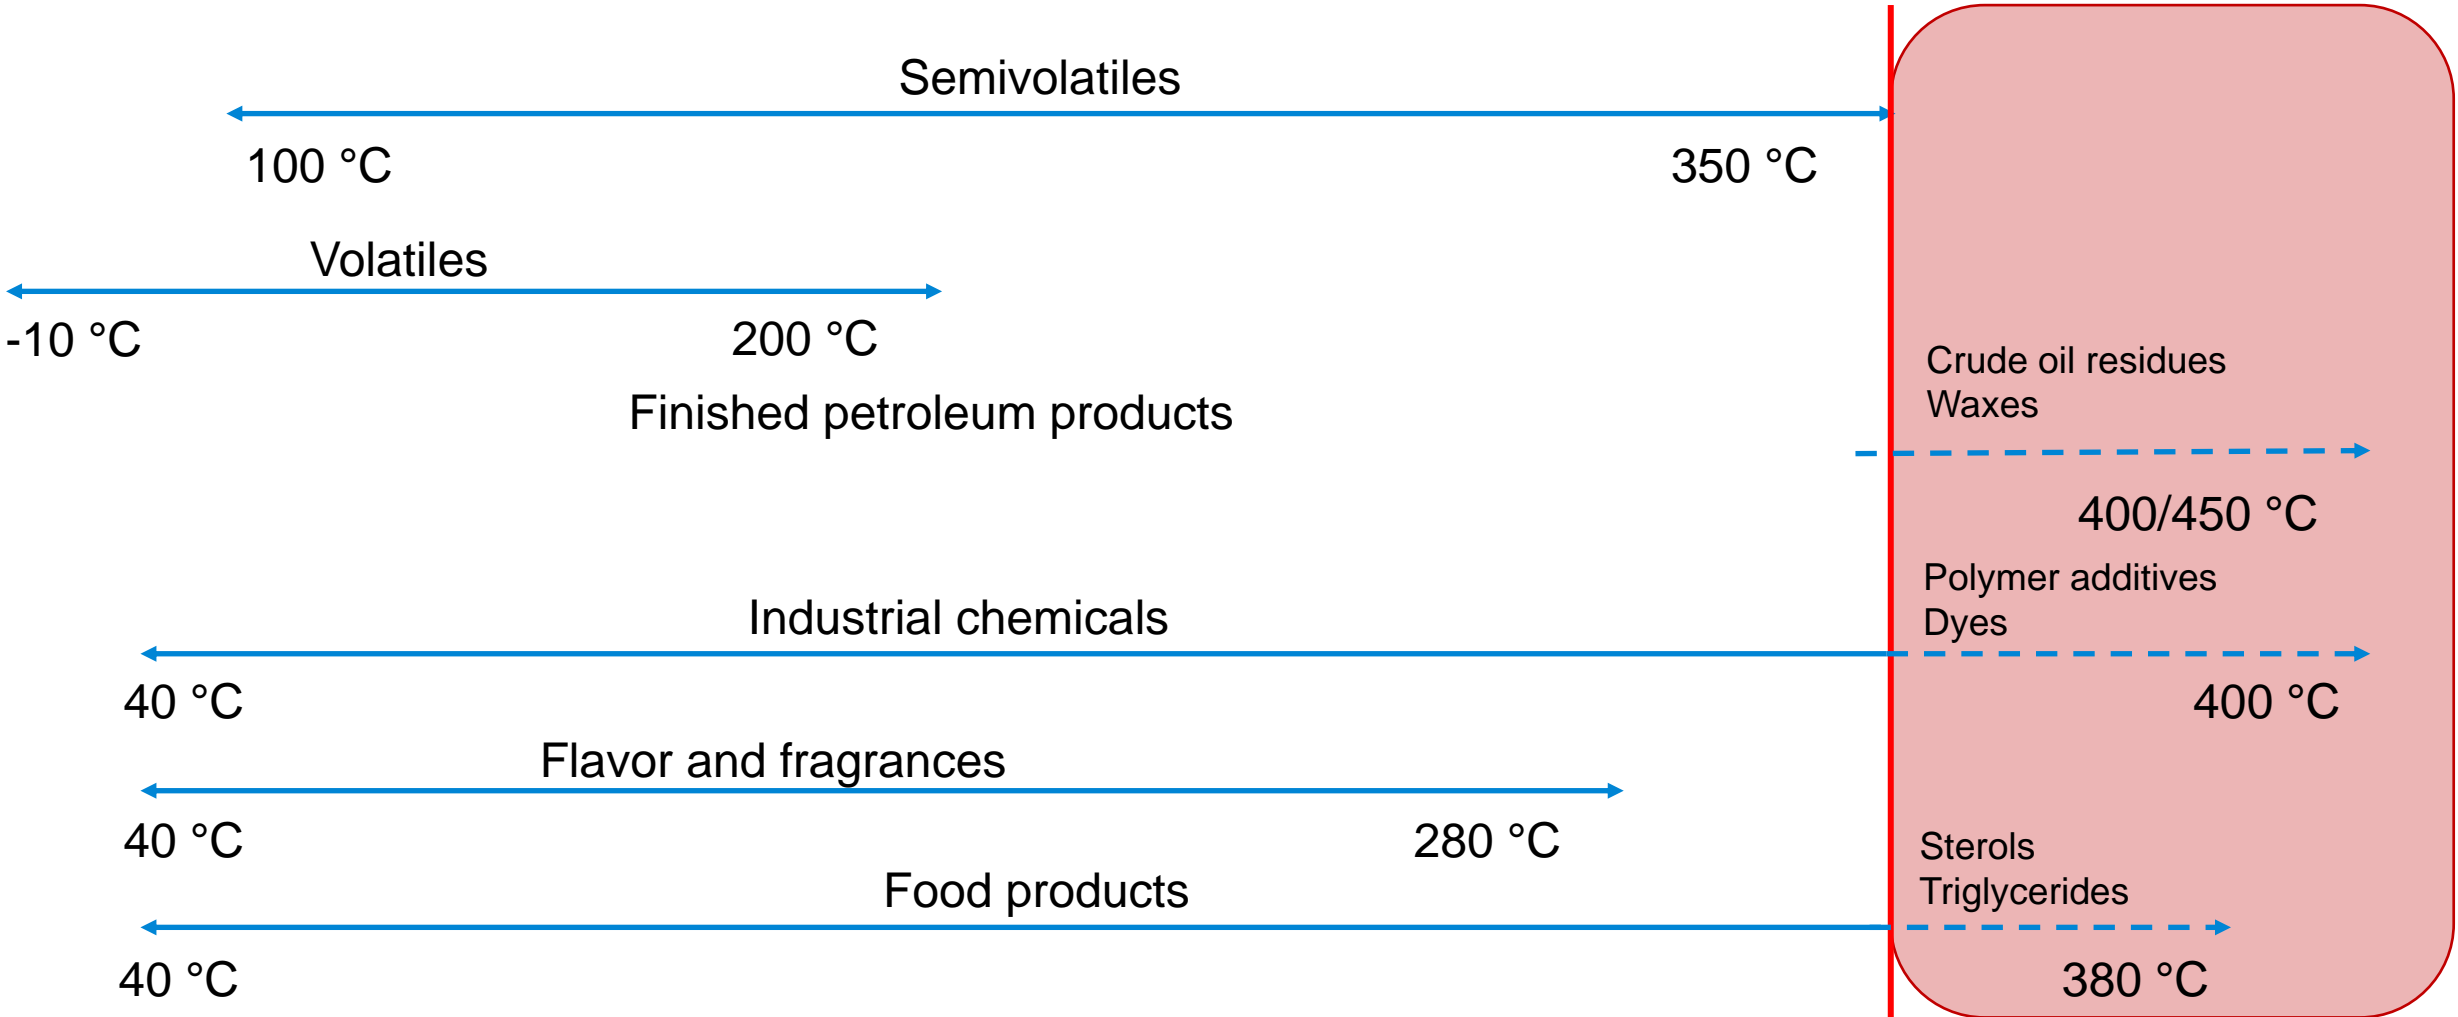 Semivolatiles
100 °C
350 °C
Volatiles
-10 °C
200 °C
Finished petroleum products
Crude oil residues
Waxes
400/450 °C
Polymer additives
Dyes
Industrial chemicals
40 °C
400 °C
Flavor and fragrances
40 °C
280 °C
Sterols
Triglycerides
Food products
40 °C
380 °C